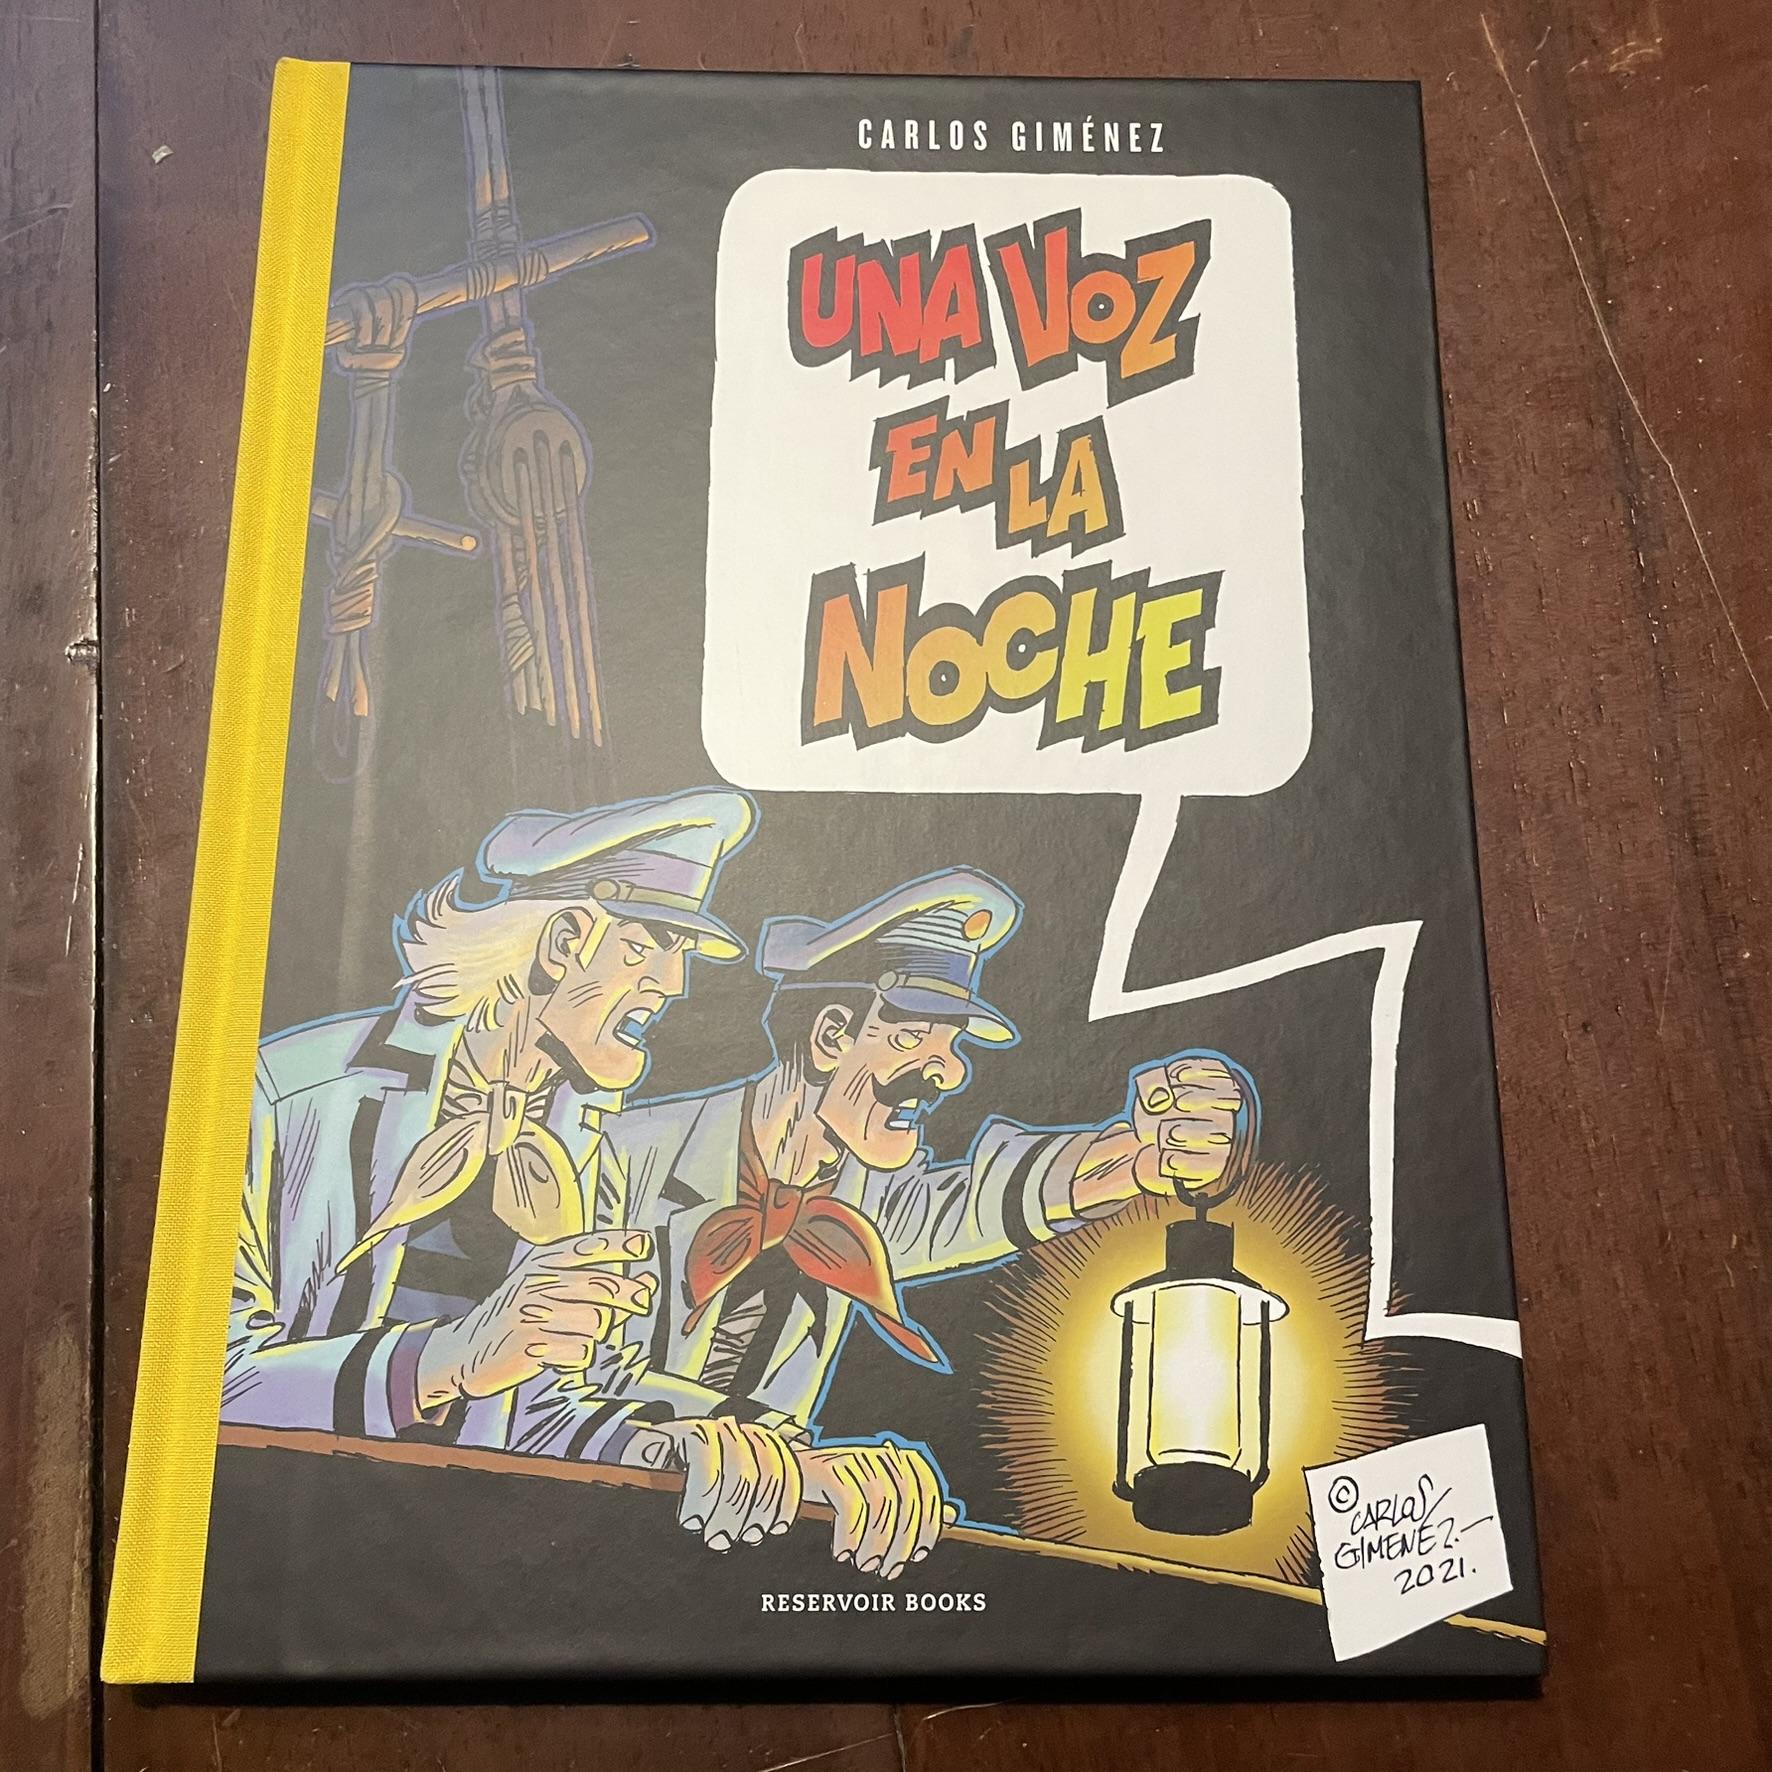 CARLOS GIMÉNEZ
UNA VOZ
EN LA
NOCHE
RESERVOIR BOOKS
© CARLOS
GIMENEZ.—
2021.